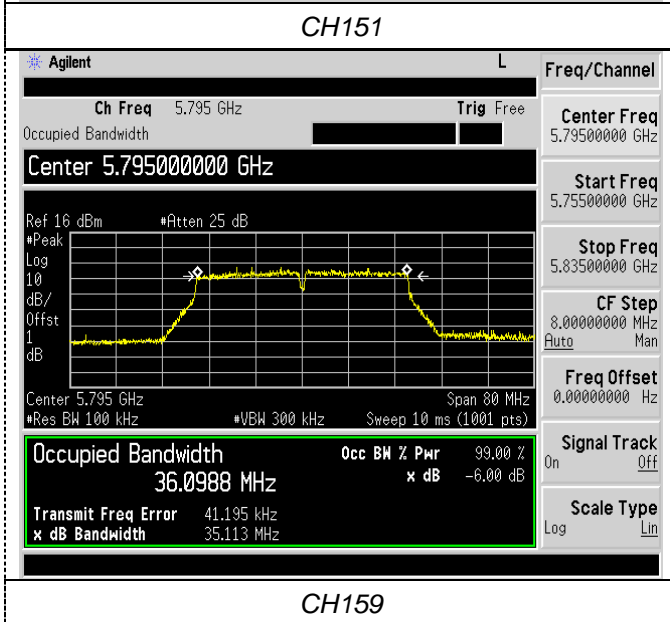 CH151
Agilent L
Ch Freq 5.795 GHz Trig Free
Occupied Bandwidth
Center 5.795000000 GHz
Ref 16 dBm #Atten 25 dB
#Peak
Log
10
dB/
Offst
1
dB
Center 5.795 GHz Span 80 MHz
#Res BW 100 kHz #VBW 300 kHz Sweep 10 ms (1001 pts)
Occupied Bandwidth Occ BW % Pwr 99.00 %
36.0988 MHz x dB -6.00 dB
Transmit Freq Error 41.195 kHz
x dB Bandwidth 35.113 MHz
Freq/Channel
Center Freq
5.79500000 GHz
Start Freq
5.75500000 GHz
Stop Freq
5.83500000 GHz
CF Step
8.00000000 MHz
Auto Man
Freq Offset
0.00000000 Hz
Signal Track
On Off
Scale Type
Log Lin
CH159